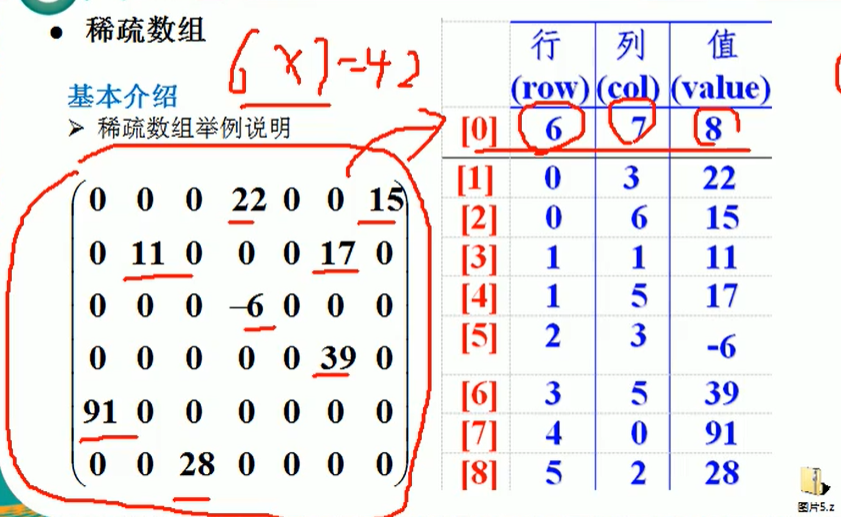 ● 稀疏数组
6×7=42
基本介绍
➤ 稀疏数组举例说明
0 0 0 22 0 0 15
0 11 0 0 0 17 0
0 0 0 –6 0 0 0
0 0 0 0 0 39 0
91 0 0 0 0 0 0
0 0 28 0 0 0 0
行 列 值
(row) (col) (value)
[0] 6 7 8
[1] 0 3 22
[2] 0 6 15
[3] 1 1 11
[4] 1 5 17
[5] 2 3 -6
[6] 3 5 39
[7] 4 0 91
[8] 5 2 28
图片5.z